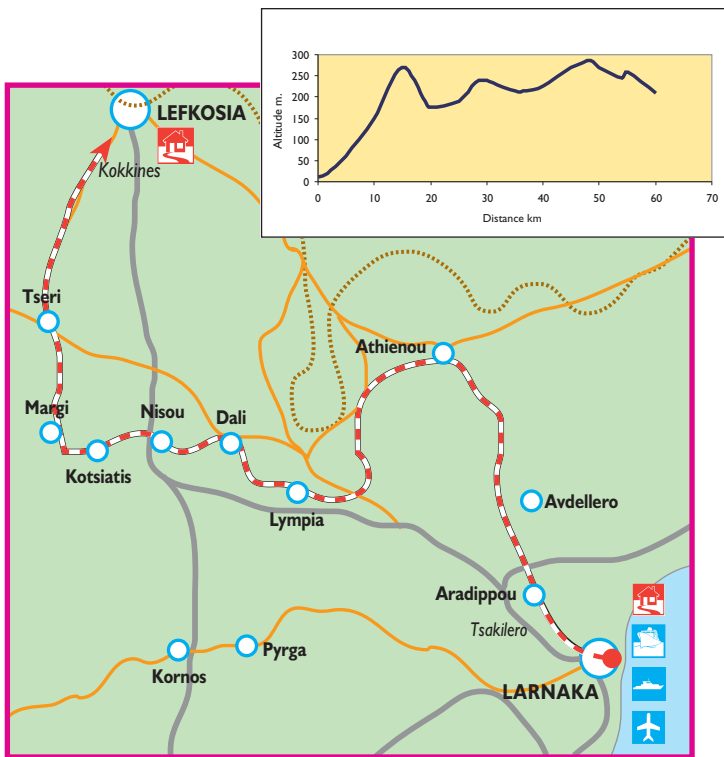 300
250
200
150
100
50
0
Altitude m.
0 10 20 30 40 50 60 70
Distance km
LEFKOSIA
Kokkines
Tseri
Athienou
Margi
Nisou
Dali
Kotsiatis
Lympia
Avdellero
Aradippou
Tsakilero
Pyrga
Kornos
LARNAKA